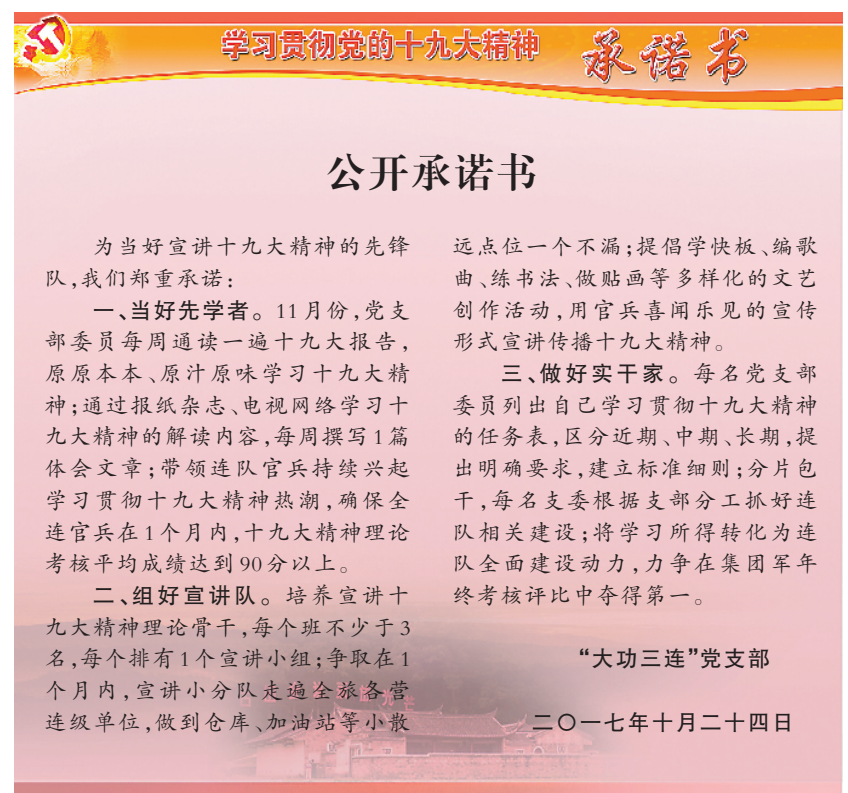 学习贯彻党的十九大精神 承诺书
公开承诺书
为当好宣讲十九大精神的先锋
队,我们郑重承诺:
一、当好先学者。11月份,党支
部委员每周通读一遍十九大报告,
原原本本、原汁原味学习十九大精
神;通过报纸杂志、电视网络学习十
九大精神的解读内容,每周撰写1篇
体会文章;带领连队官兵持续兴起
学习贯彻十九大精神热潮,确保全
连官兵在1个月内,十九大精神理论
考核平均成绩达到90分以上。
二、组好宣讲队。培养宣讲十
九大精神理论骨干,每个班不少于3
名,每个排有1个宣讲小组;争取在1
个月内,宣讲小分队走遍全旅各营
连级单位,做到仓库、加油站等小散
远点位一个不漏;提倡学快板、编歌
曲、练书法、做贴画等多样化的文艺
创作活动,用官兵喜闻乐见的宣传
形式宣讲传播十九大精神。
三、做好实干家。每名党支部
委员列出自己学习贯彻十九大精神
的任务表,区分近期、中期、长期,提
出明确要求,建立标准细则;分片包
干,每名支委根据支部分工抓好连
队相关建设;将学习所得转化为连
队全面建设动力,力争在集团军年
终考核评比中夺得第一。
“大功三连”党支部
二〇一七年十月二十四日